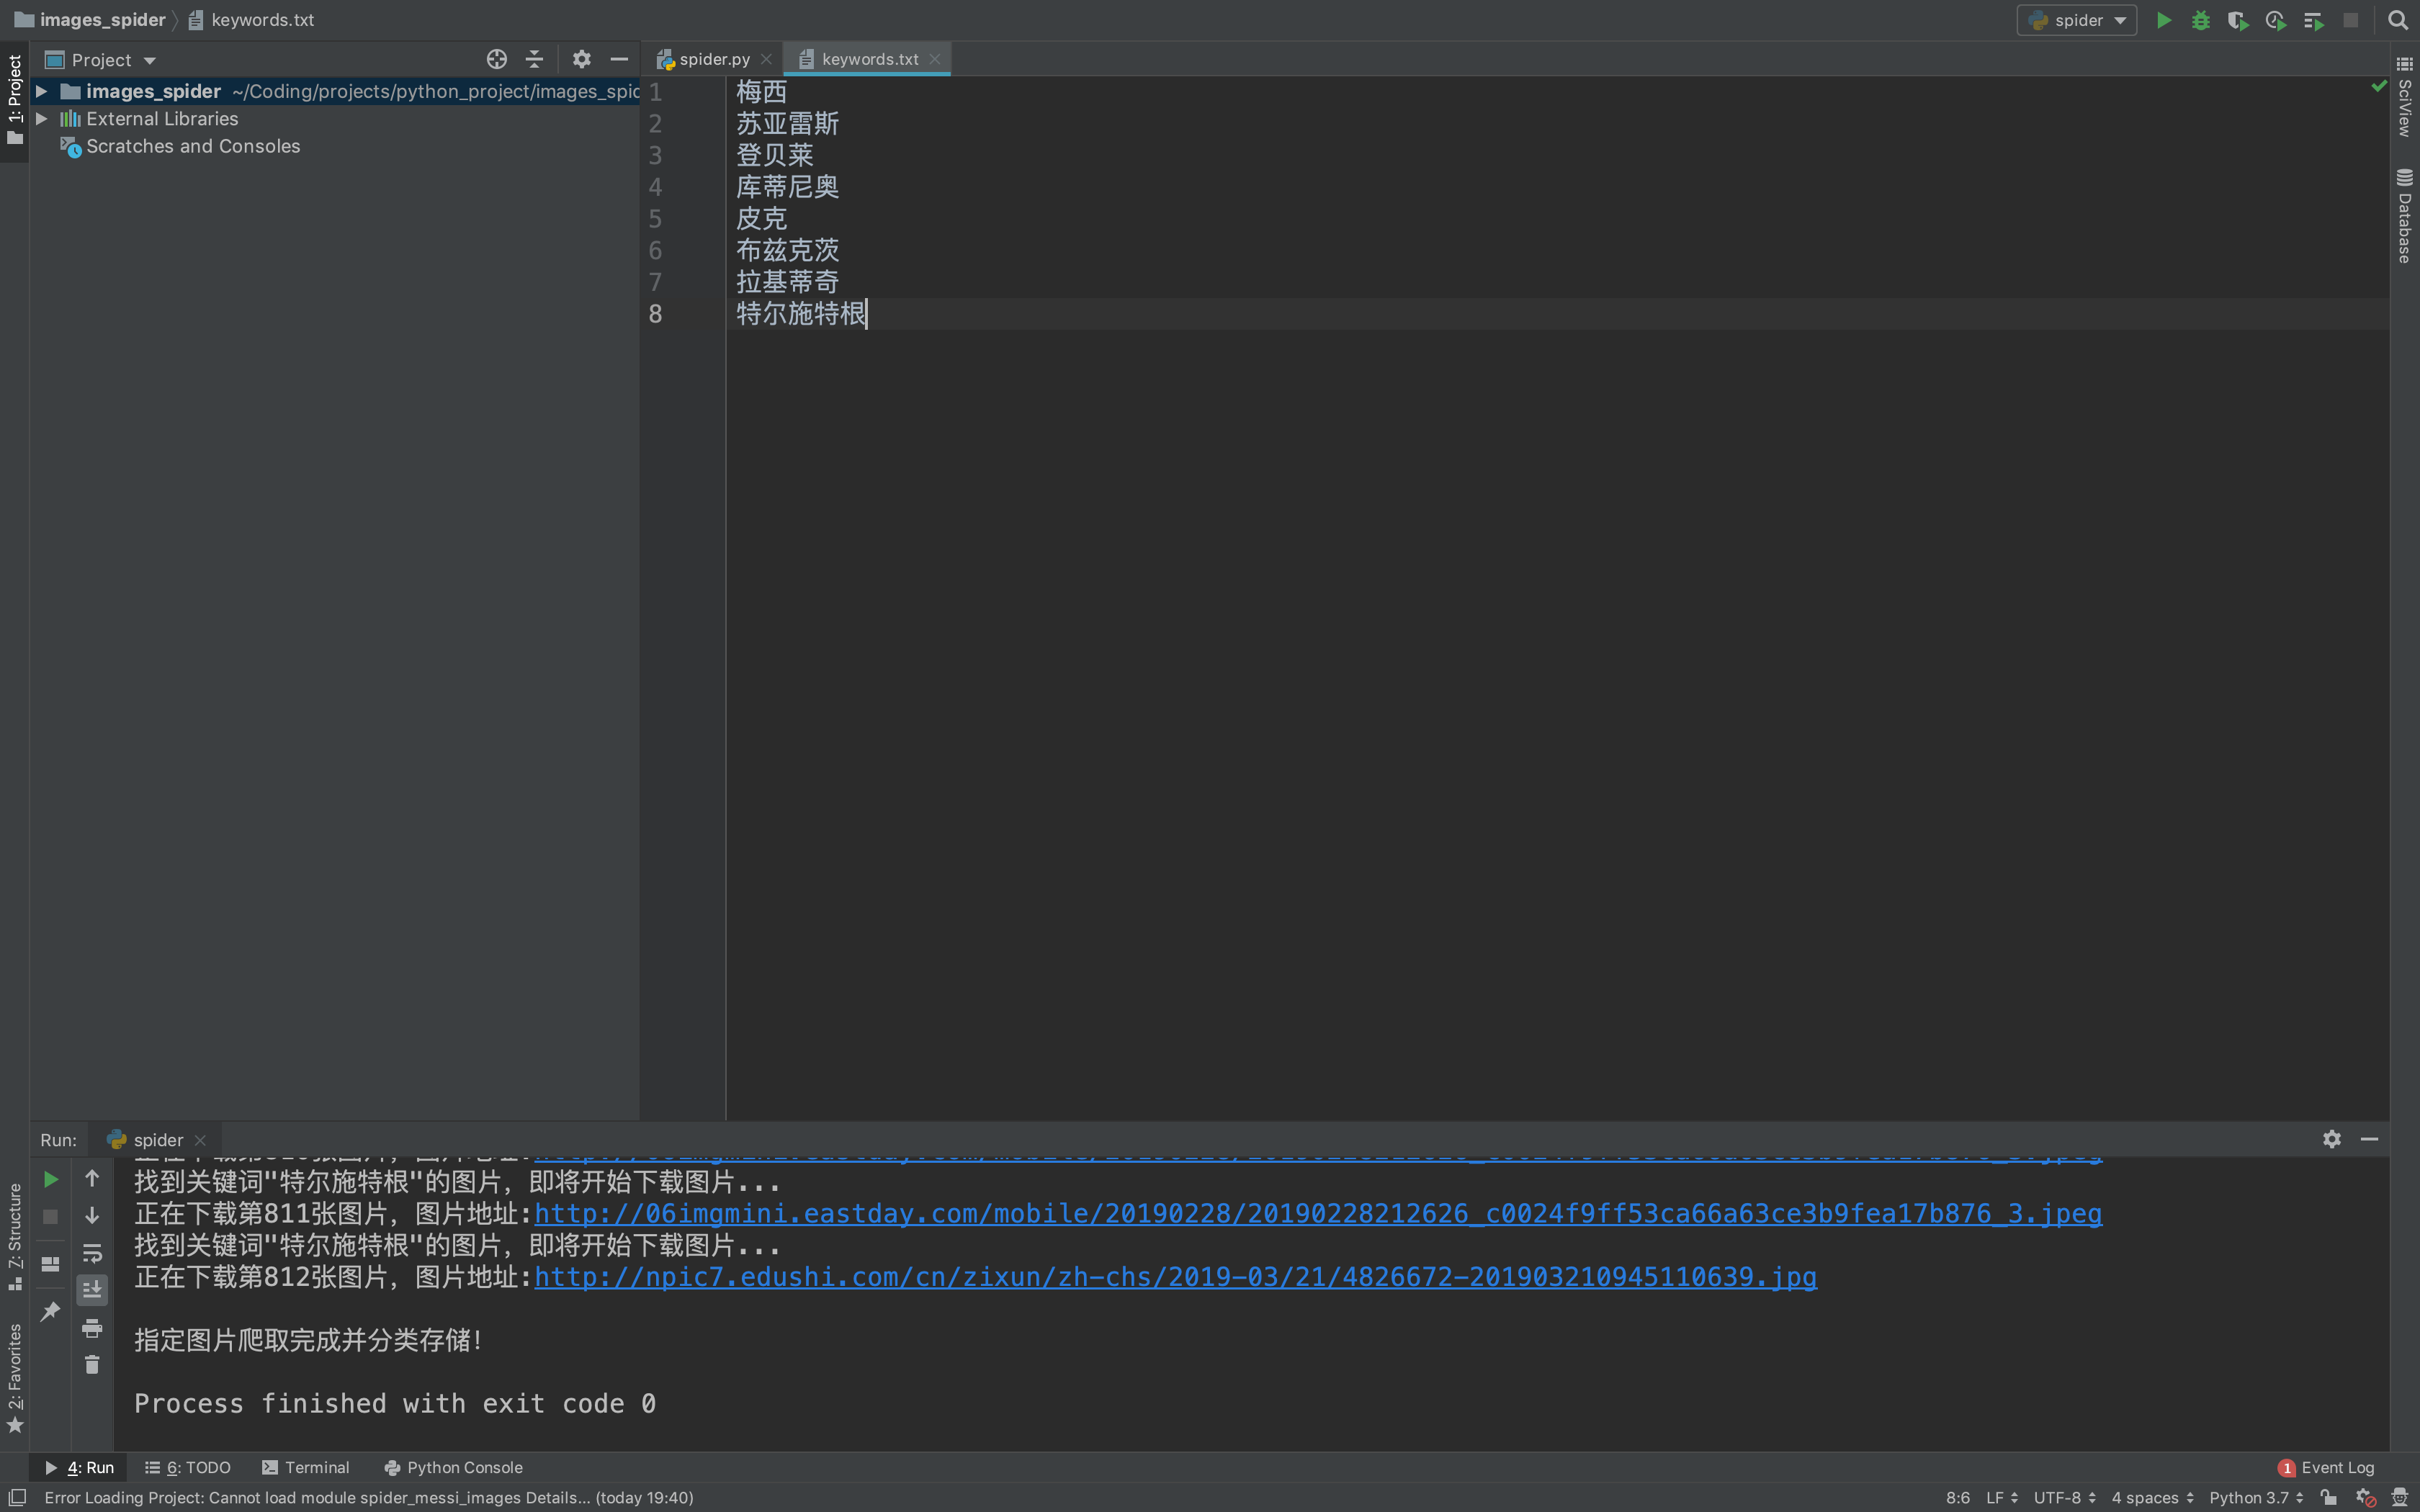 images_spider
keywords.txt
spider
Project
spider.py
keywords.txt
1: Project
images_spider ~/Coding/projects/python_project/images_spid
External Libraries
Scratches and Consoles
1 梅西
2 苏亚雷斯
3 登贝莱
4 库蒂尼奥
5 皮克
6 布兹克茨
7 拉基蒂奇
8 特尔施特根
SciView
Database
Run:
spider
找到关键词"特尔施特根"的图片，即将开始下载图片...
正在下载第811张图片，图片地址:http://06imgmini.eastday.com/mobile/20190228/20190228212626_c0024f9ff53ca66a63ce3b9fea17b876_3.jpeg
找到关键词"特尔施特根"的图片，即将开始下载图片...
正在下载第812张图片，图片地址:http://npic7.edushi.com/cn/zixun/zh-chs/2019-03/21/4826672-201903210945110639.jpg
指定图片爬取完成并分类存储！
Process finished with exit code 0
7: Structure
2: Favorites
4: Run
6: TODO
Terminal
Python Console
1 Event Log
Error Loading Project: Cannot load module spider_messi_images Details... (today 19:40)
8:6
LF
UTF-8
4 spaces
Python 3.7